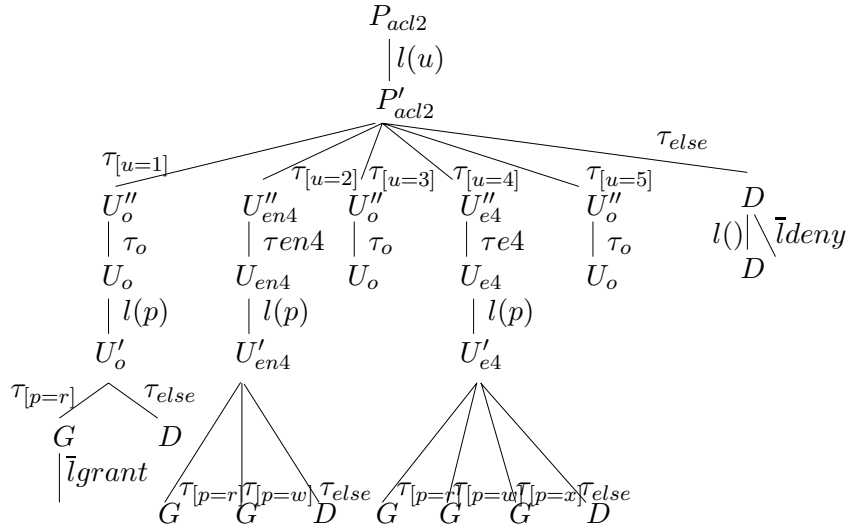 P_{acl2}
l(u)
P'_{acl2}
τ_{else}
τ_{[u=1]} τ_{[u=2]} τ_{[u=3]} τ_{[u=4]} τ_{[u=5]}
U''_o U''_{en4} U''_o U''_{e4} U''_o D
τ_o τen4 τ_o τe4 τ_o l() \overline{l}deny
U_o U_{en4} U_o U_{e4} U_o D
l(p) l(p) l(p)
U'_o U'_{en4} U'_{e4}
τ_{[p=r]} τ_{else}
G D
\overline{l}grant
τ_{[p=r]} τ_{[p=w]} τ_{else} τ_{[p=r]} τ_{[p=w]} τ_{[p=x]} τ_{else}
G G D G G G D